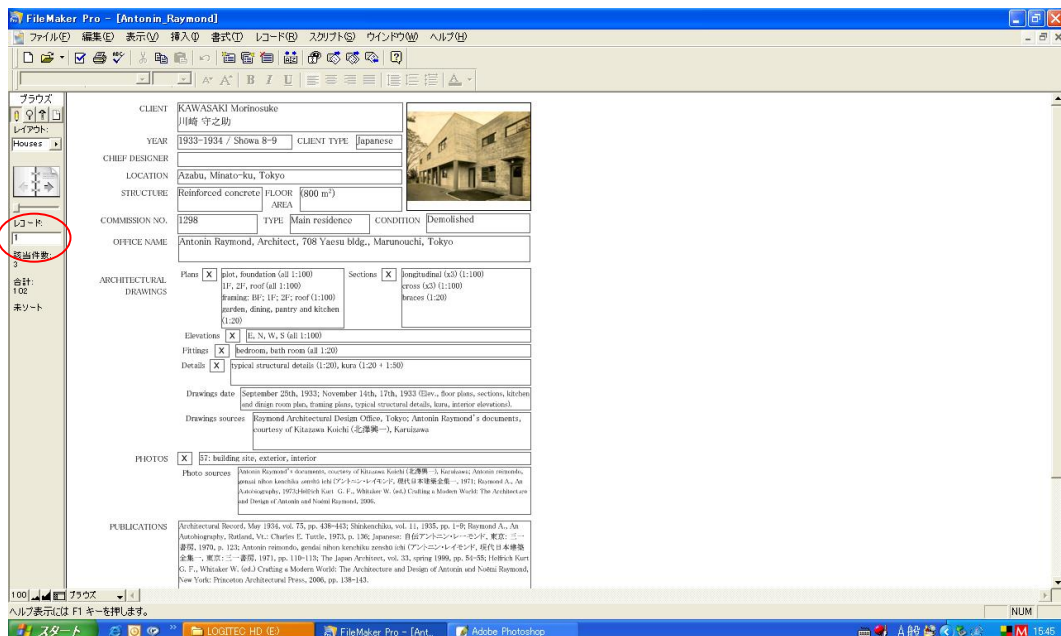 FileMaker Pro - [Antonin_Raymond]
ファイル(F) 編集(E) 表示(V) 挿入(I) 書式(T) レコード(R) スクリプト(S) ウインドウ(W) ヘルプ(H)
ブラウズ
レイアウト:
Houses
レコード:
1
該当件数:
3
合計:
102
未ソート
CLIENT KAWASAKI Morinosuke
川崎 守之助
YEAR 1933-1934 / Shōwa 8-9 CLIENT TYPE Japanese
CHIEF DESIGNER
LOCATION Azabu, Minato-ku, Tokyo
STRUCTURE Reinforced concrete FLOOR AREA (800 m²)
COMMISSION NO. 1298 TYPE Main residence CONDITION Demolished
OFFICE NAME Antonin Raymond, Architect, 708 Yaesu bldg., Marunouchi, Tokyo
ARCHITECTURAL DRAWINGS
Plans X plot, foundation (all 1:100)
1F, 2F, roof (all 1:100)
framing: BF; 1F; 2F; roof (1:100)
garden, dining, pantry and kitchen
(1:20)
Sections X longitudinal (x3) (1:100)
cross (x3) (1:100)
braces (1:20)
Elevations X E, N, W, S (all 1:100)
Fittings X bedroom, bath room (all 1:20)
Details X typical structural details (1:20), kura (1:20 + 1:50)
Drawings date September 25th, 1933; November 14th, 17th, 1933 (Elev., floor plans, sections, kitchen
and dinign room plan, framing plans, typical structural details, kura, interior elevations).
Drawings sources Raymond Architectural Design Office, Tokyo; Antonin Raymond's documents,
courtesy of Kitazawa Koichi (北澤興一), Karuizawa
PHOTOS X 57: building site, exterior, interior
Photo sources Antonin Raymond's documents, courtesy of Kitazawa Koichi (北澤興一), Karuizawa; Antonin reimondo,
gendai nihon kenchiku zenshū ichi (アントニン・レイモンド, 現代日本建築全集一, 1971; Raymond A., An
Autobiography, 1973;Helfrich Kurt G. F., Whitaker W. (ed.) Crafting a Modern World: The Architecture
and Design of Antonin and Noémi Raymond, 2006.
PUBLICATIONS Architectural Record, May 1934, vol. 75, pp. 438-443; Shinkenchiku, vol. 11, 1935, pp. 1-9; Raymond A., An
Autobiography, Rutland, Vt.: Charles E. Tuttle, 1973, p. 136; Japanese: 自伝アントニン・レーモンド, 東京: 三一
書房, 1970, p. 123; Antonin reimondo, gendai nihon kenchiku zenshū ichi (アントニン・レイモンド, 現代日本建築
全集一, 東京: 三一書房, 1971, pp. 110-113; The Japan Architect, vol. 33, spring 1999, pp. 54-55; Helfrich Kurt
G. F., Whitaker W. (ed.) Crafting a Modern World: The Architecture and Design of Antonin and Noémi Raymond,
New York: Princeton Architectural Press, 2006, pp. 138-143.
100 ブラウズ
ヘルプ表示には F1 キーを押します。
NUM
スタート LOGITEC HD (E) FileMaker Pro - [Ant... Adobe Photoshop A 般 15:45